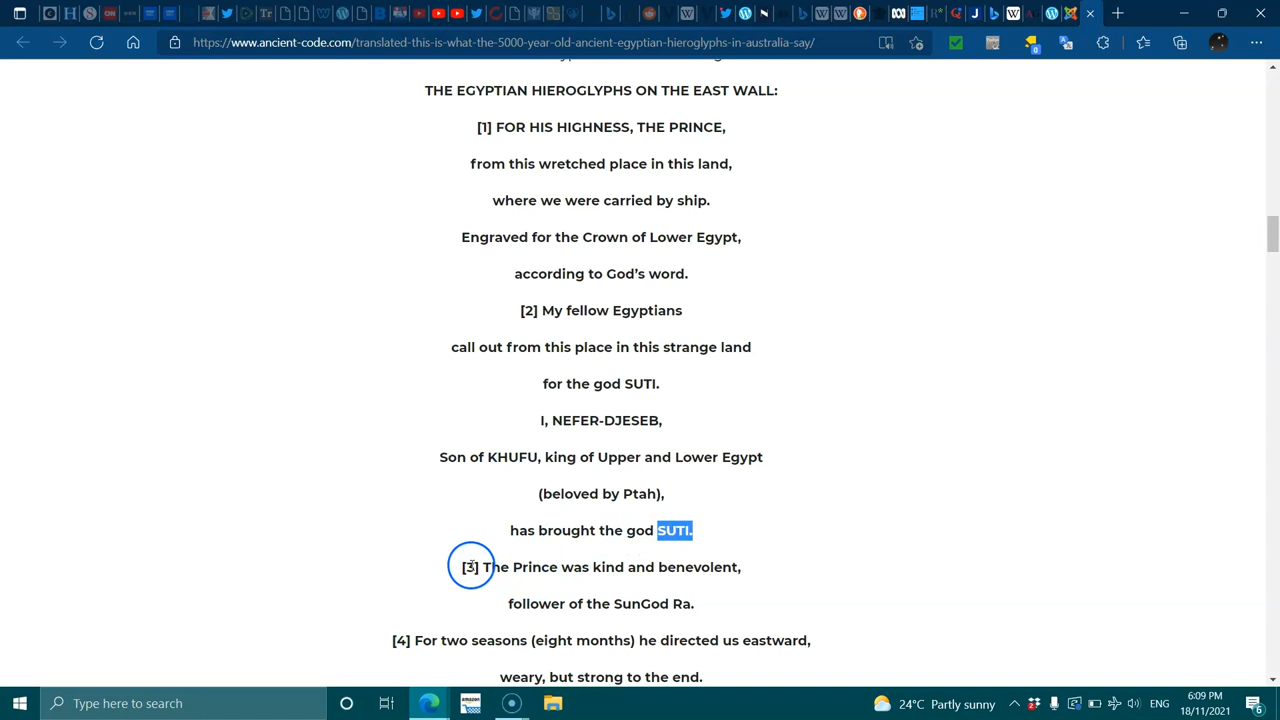 https://www.ancient-code.com/translated-this-is-what-the-5000-year-old-ancient-egyptian-hieroglyphs-in-australia-say/
THE EGYPTIAN HIEROGLYPHS ON THE EAST WALL:
[1] FOR HIS HIGHNESS, THE PRINCE,
from this wretched place in this land,
where we were carried by ship.
Engraved for the Crown of Lower Egypt,
according to God’s word.
[2] My fellow Egyptians
call out from this place in this strange land
for the god SUTI.
I, NEFER-DJESEB,
Son of KHUFU, king of Upper and Lower Egypt
(beloved by Ptah),
has brought the god SUTI.
[3] The Prince was kind and benevolent,
follower of the SunGod Ra.
[4] For two seasons (eight months) he directed us eastward,
weary, but strong to the end.
Type here to search
24°C Partly sunny
ENG
6:09 PM
18/11/2021